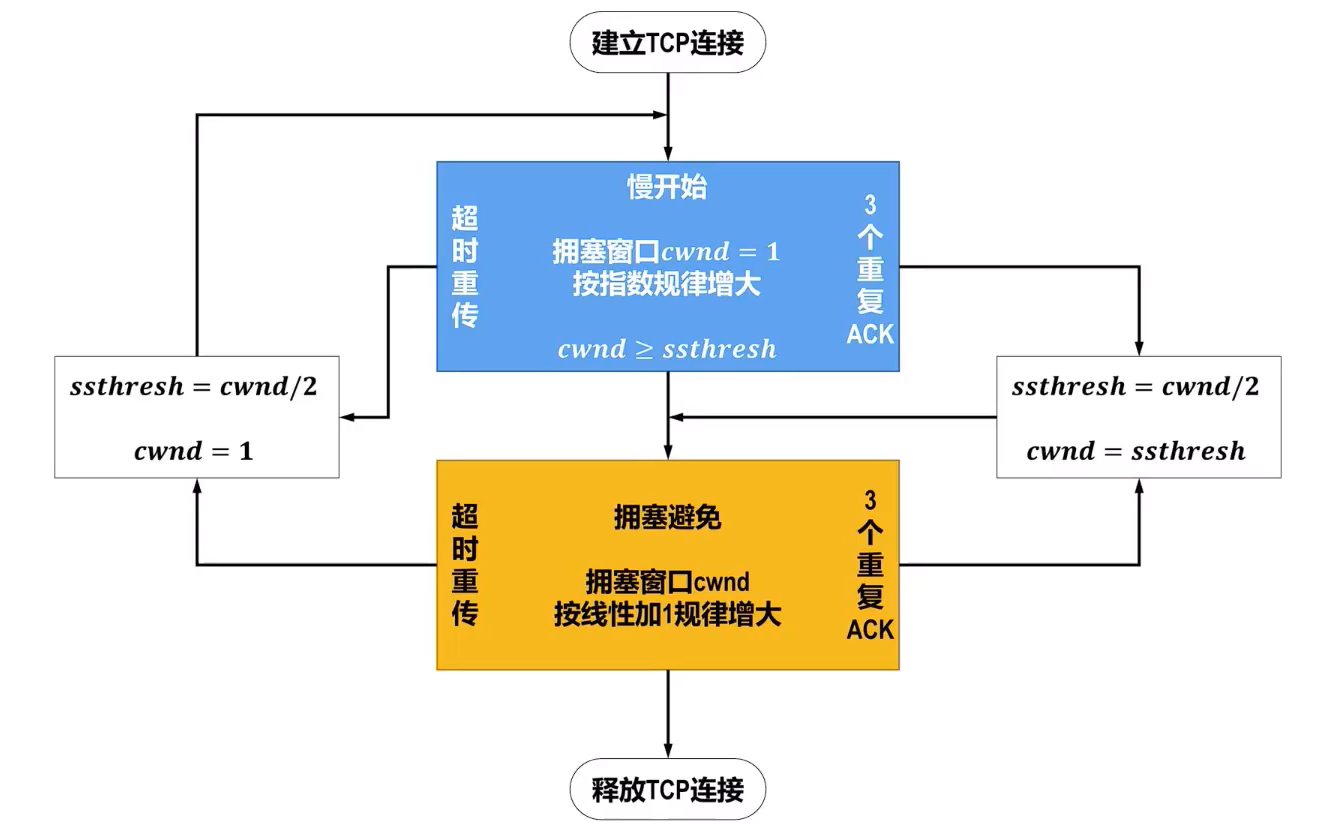 建立TCP连接
慢开始
拥塞窗口cwnd = 1
按指数规律增大
cwnd ≥ ssthresh
超时重传
3个重复ACK
ssthresh = cwnd/2
cwnd = 1
ssthresh = cwnd/2
cwnd = ssthresh
拥塞避免
拥塞窗口cwnd
按线性加1规律增大
超时重传
3个重复ACK
释放TCP连接